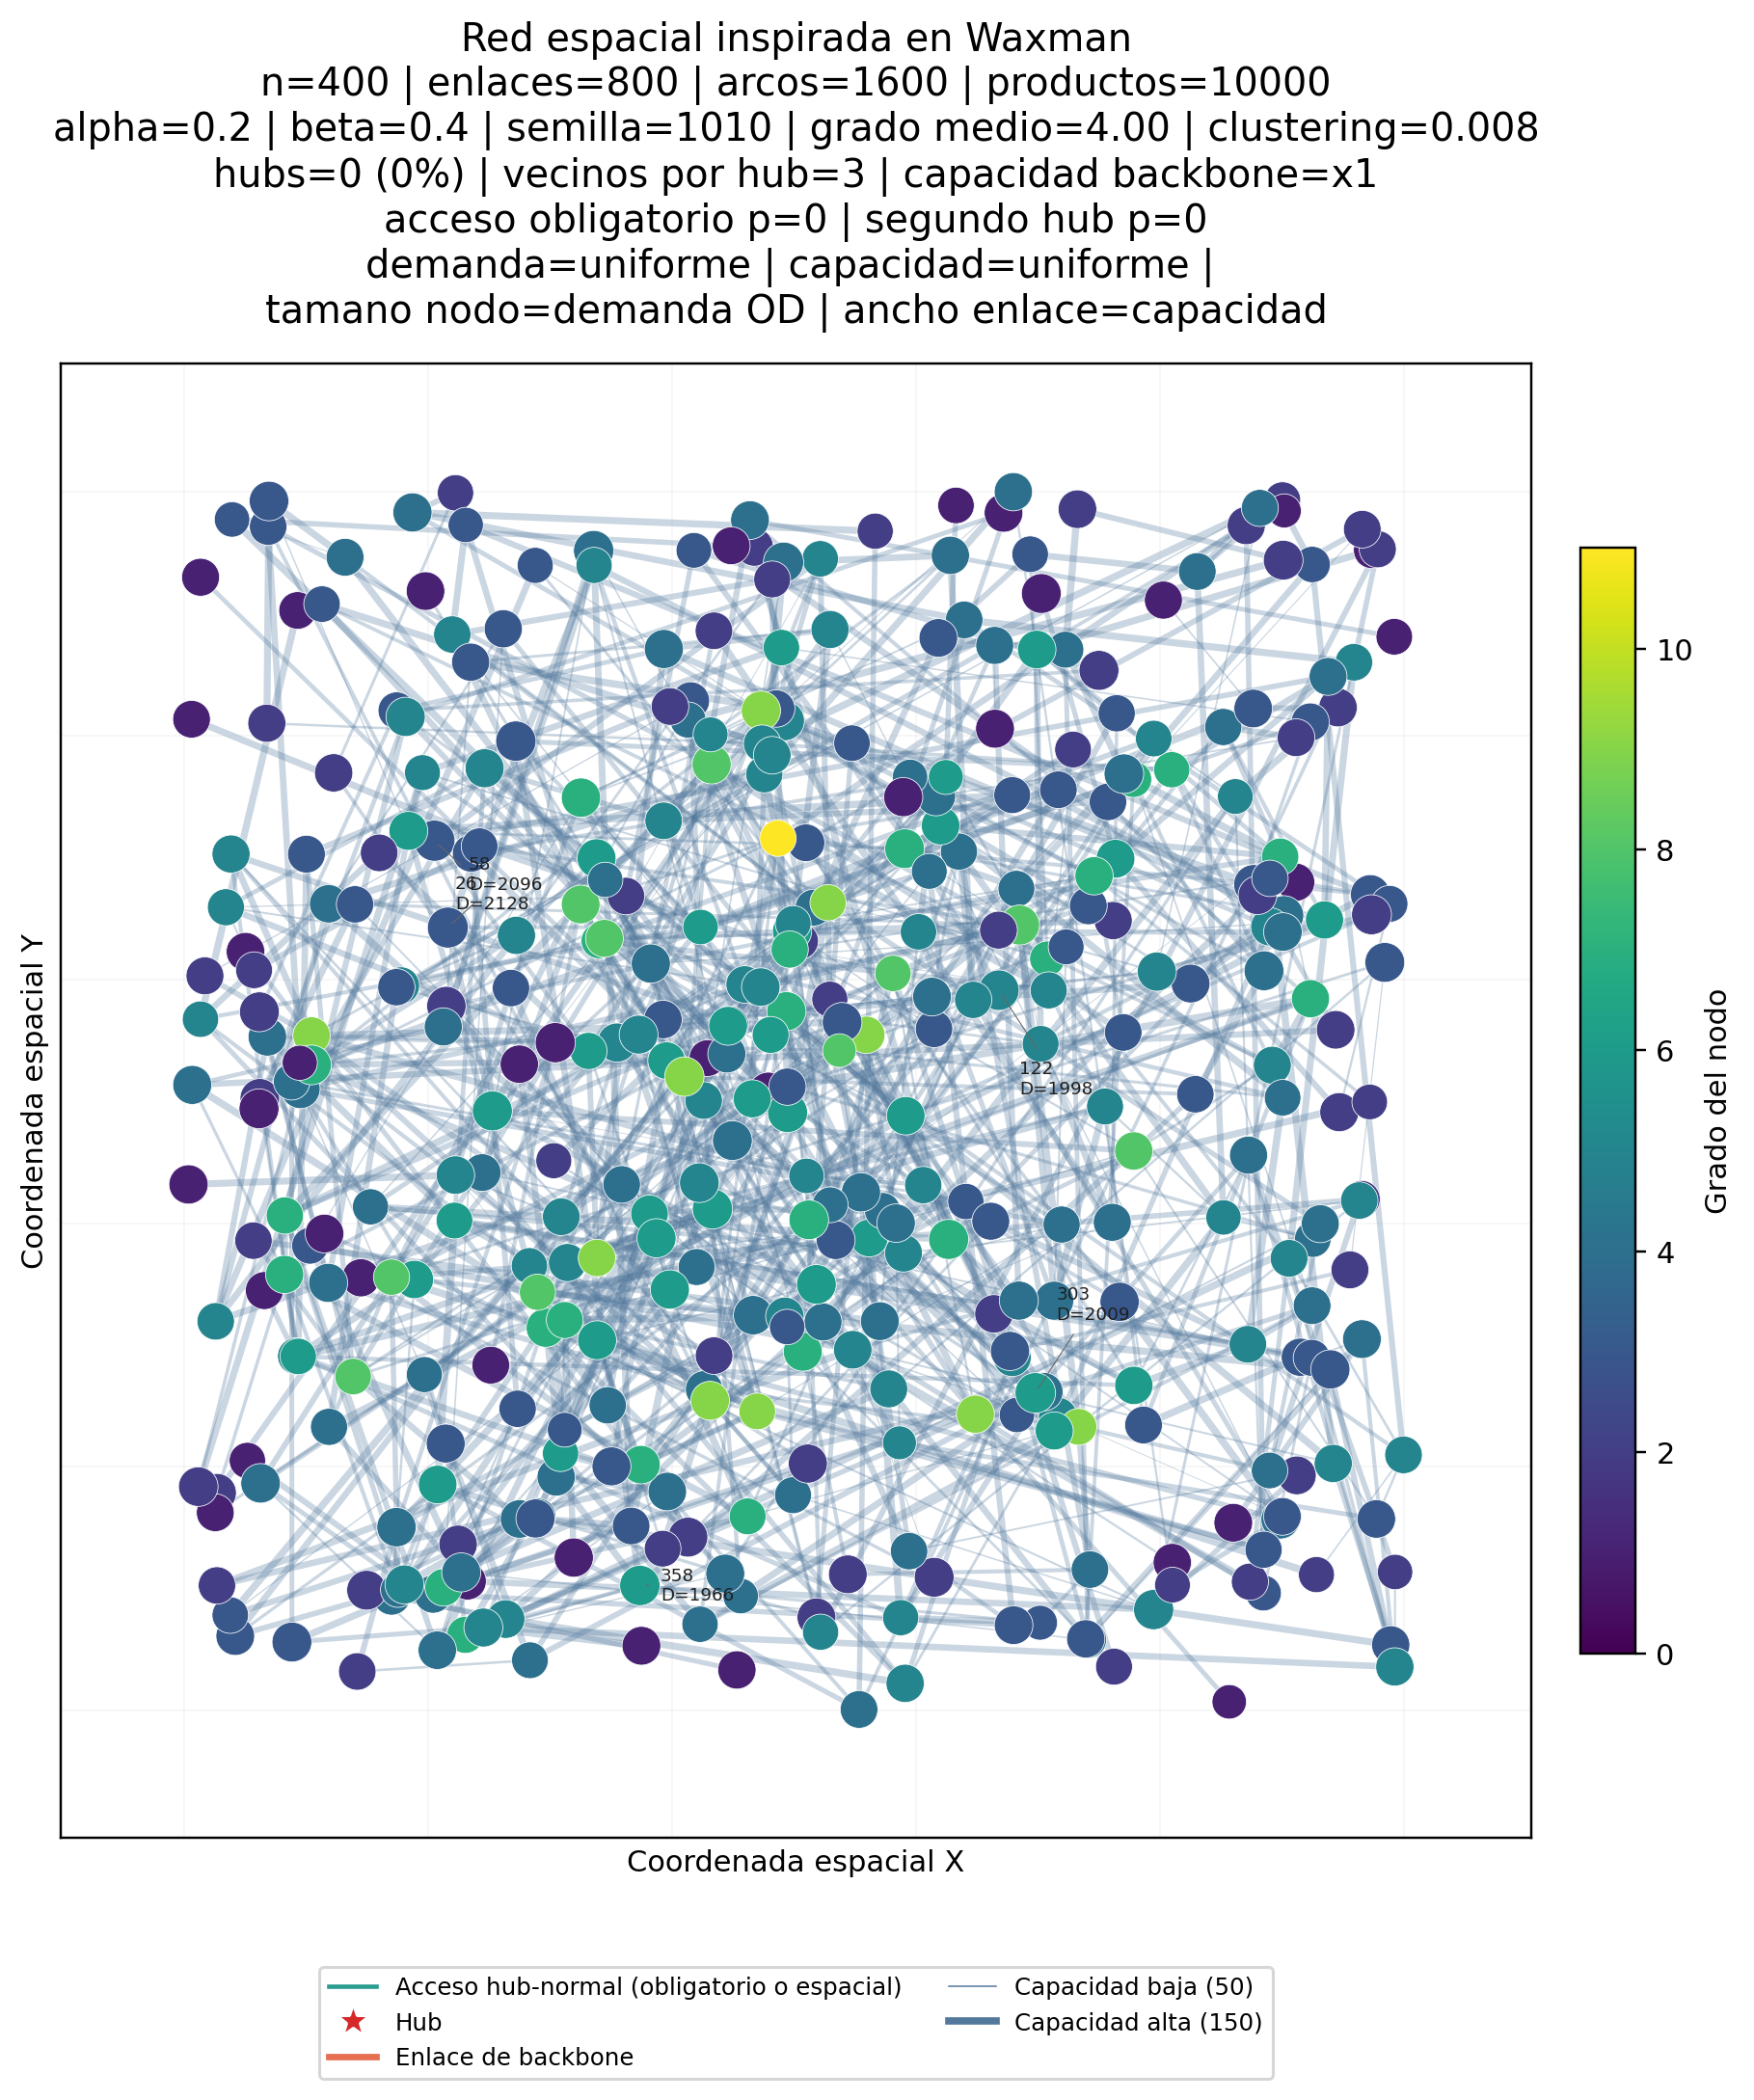 Red espacial inspirada en Waxman
n=400 | enlaces=800 | arcos=1600 | productos=10000
alpha=0.2 | beta=0.4 | semilla=1010 | grado medio=4.00 | clustering=0.008
hubs=0 (0%) | vecinos por hub=3 | capacidad backbone=x1
acceso obligatorio p=0 | segundo hub p=0
demanda=uniforme | capacidad=uniforme |
tamano nodo=demanda OD | ancho enlace=capacidad
58
D=2096
26
D=2128
122
D=1998
303
D=2009
358
D=1966
Coordenada espacial Y
Coordenada espacial X
10
8
6
4
2
0
Grado del nodo
Acceso hub-normal (obligatorio o espacial)
Hub
Enlace de backbone
Capacidad baja (50)
Capacidad alta (150)